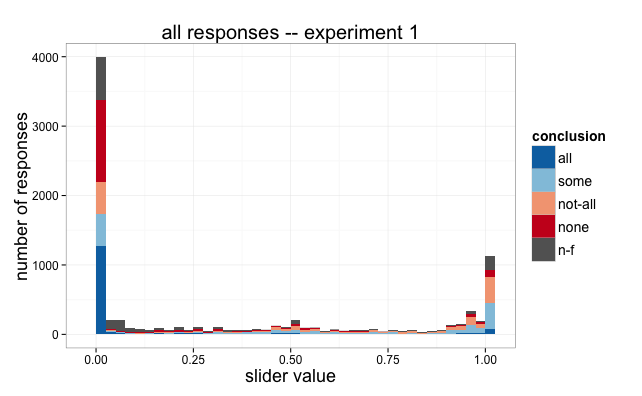 all responses -- experiment 1
number of responses
4000
3000
2000
1000
0
0.00 0.25 0.50 0.75 1.00
slider value
conclusion
all
some
not-all
none
n-f